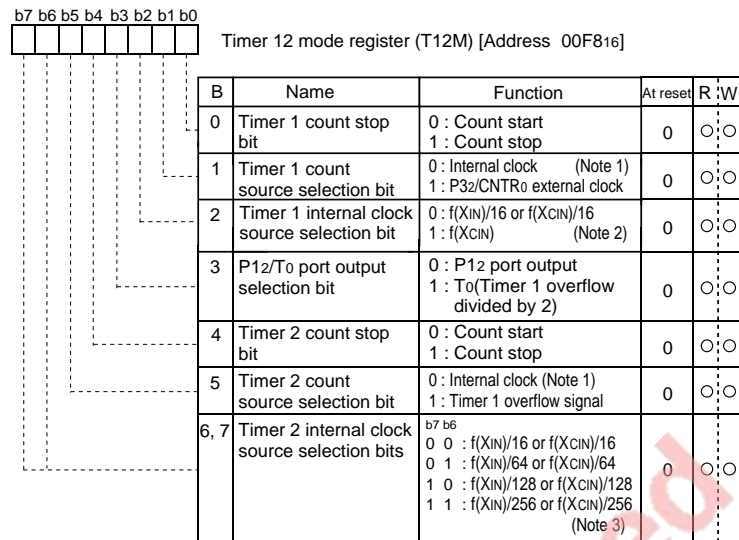 b7 b6 b5 b4 b3 b2 b1 b0
Timer 12 mode register (T12M) [Address 00F816]
B Name Function At reset R W
0 Timer 1 count stop bit 0 : Count start
1 : Count stop 0
1 Timer 1 count source selection bit 0 : Internal clock (Note 1)
1 : P32/CNTR0 external clock 0
2 Timer 1 internal clock source selection bit 0 : f(XIN)/16 or f(XCIN)/16
1 : f(XCIN) (Note 2) 0
3 P12/T0 port output selection bit 0 : P12 port output
1 : T0(Timer 1 overflow
divided by 2) 0
4 Timer 2 count stop bit 0 : Count start
1 : Count stop 0
5 Timer 2 count source selection bit 0 : Internal clock (Note 1)
1 : Timer 1 overflow signal 0
6, 7 Timer 2 internal clock source selection bits b7 b6
0 0 : f(XIN)/16 or f(XCIN)/16
0 1 : f(XIN)/64 or f(XCIN)/64
1 0 : f(XIN)/128 or f(XCIN)/128
1 1 : f(XIN)/256 or f(XCIN)/256
(Note 3) 0